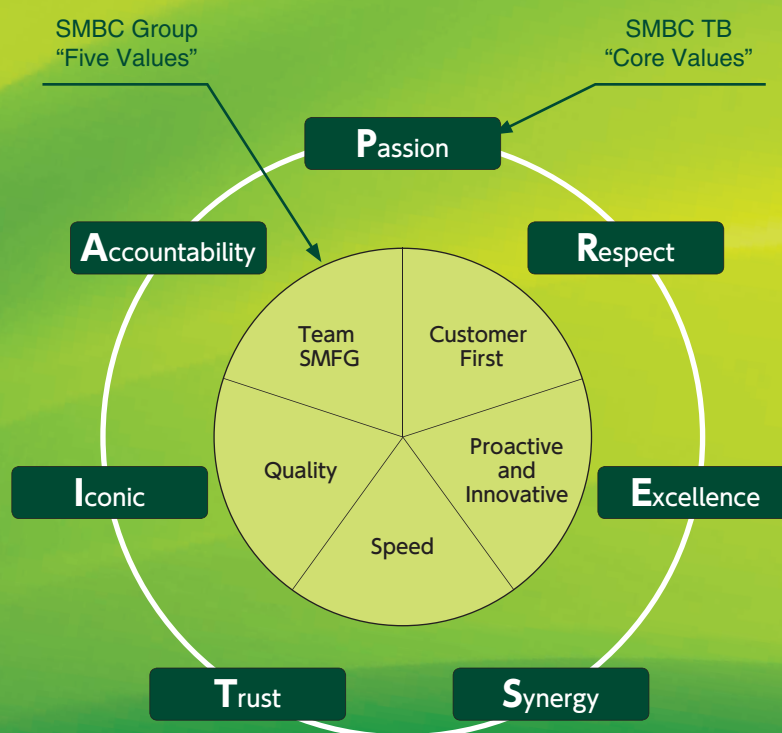 SMBC Group
“Five Values”
SMBC TB
“Core Values”
Passion
Accountability
Respect
Team
SMFG
Customer
First
Quality
Proactive
and
Innovative
Iconic
Excellence
Speed
Trust
Synergy